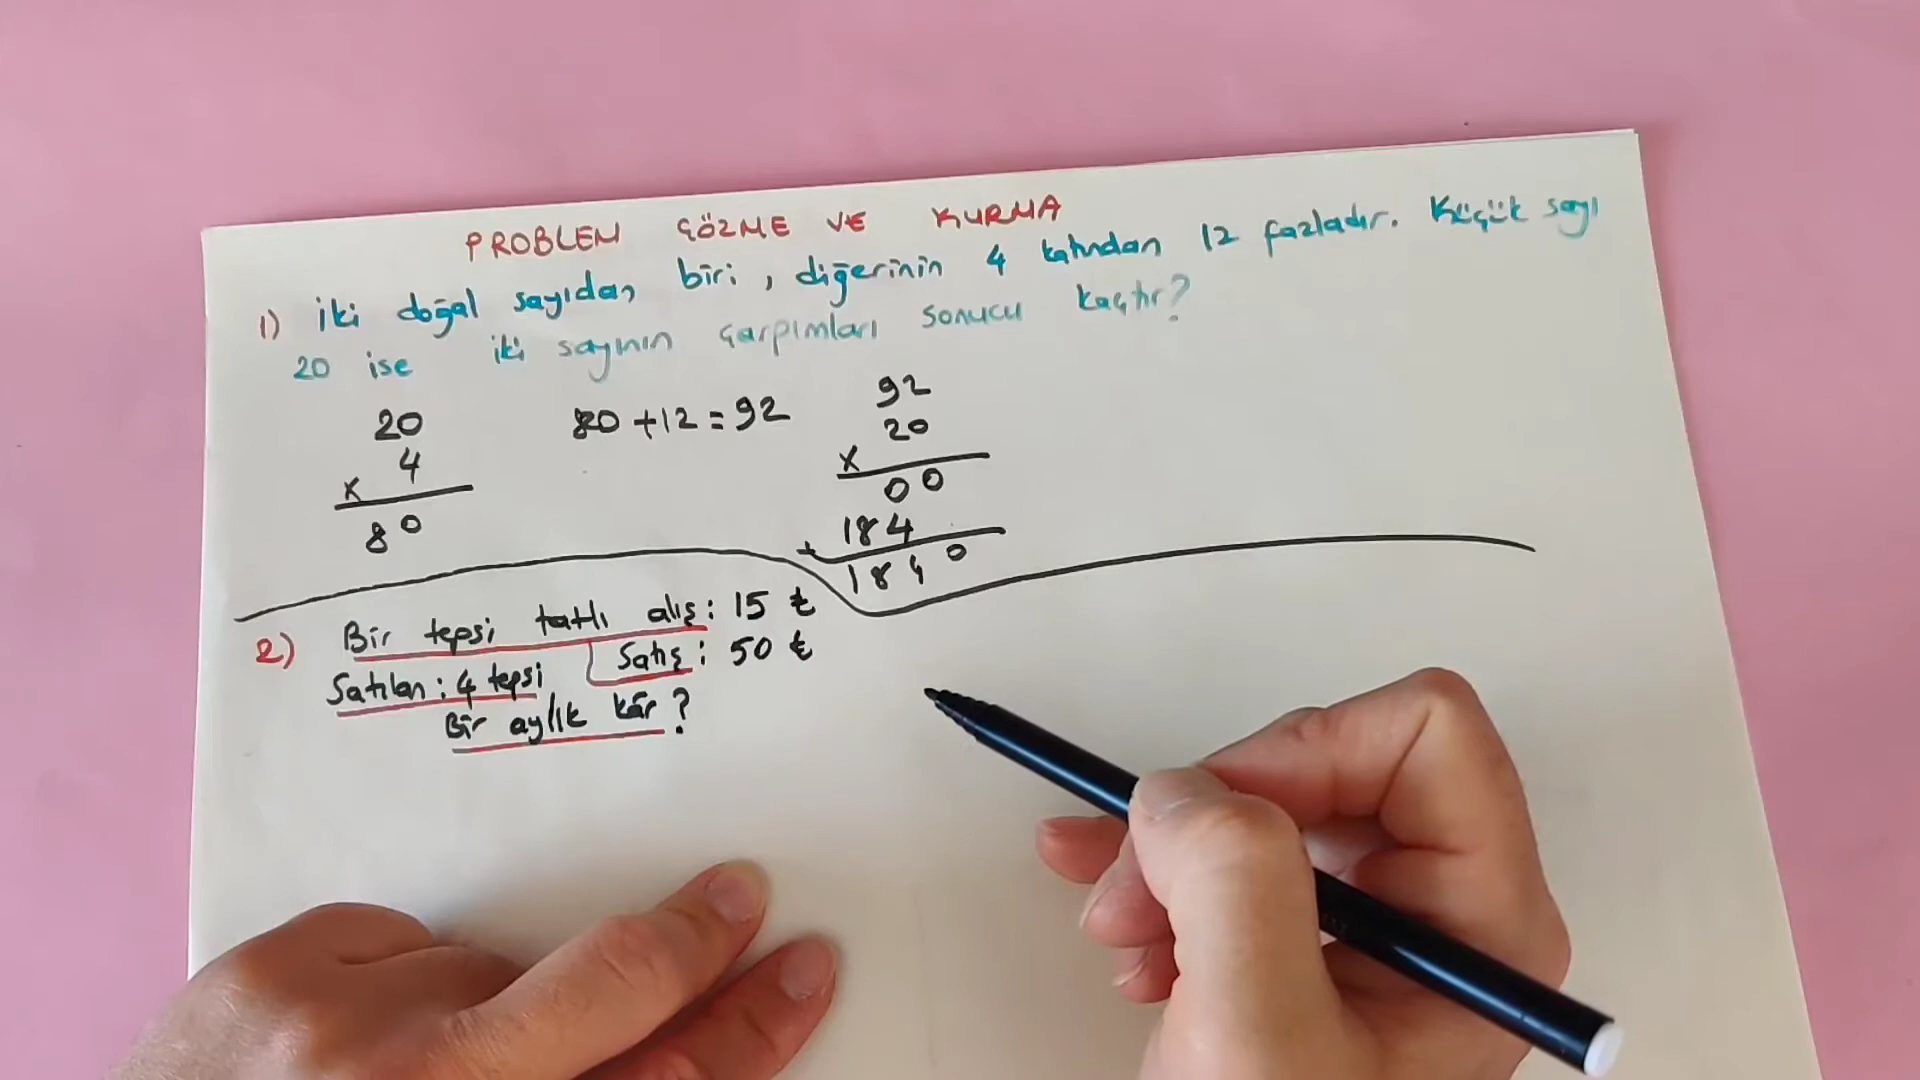 PROBLEM ÇÖZME VE KURMA
1) İki doğal sayıdan biri, diğerinin 4 katından 12 fazladır. Küçük sayı
20 ise iki sayının çarpımları sonucu kaçtır?
20
x 4
80
80 + 12 = 92
92
20
x
00
184
+
1840
2) Bir tepsi tatlı alış: 15 ₺
Satış: 50 ₺
Satılan: 4 tepsi
Bir aylık kâr?